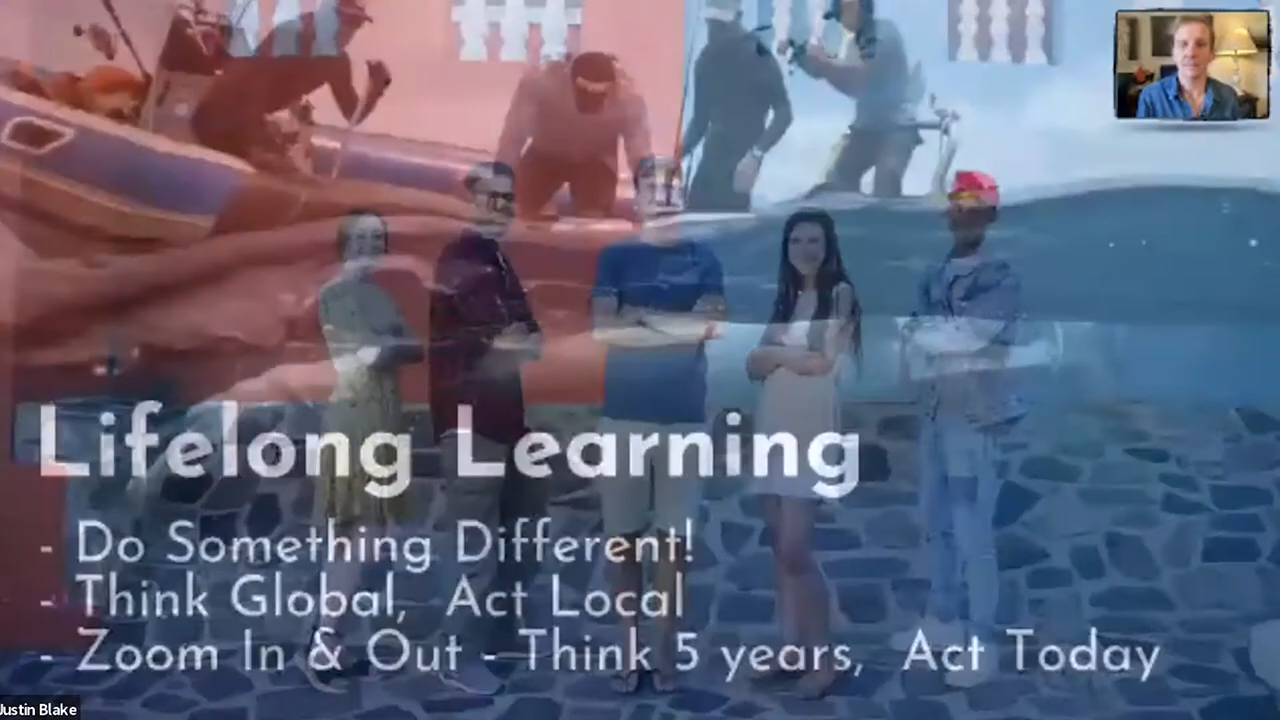 Lifelong Learning
- Do Something Different!
- Think Global, Act Local
- Zoom In & Out - Think 5 years, Act Today
Justin Blake